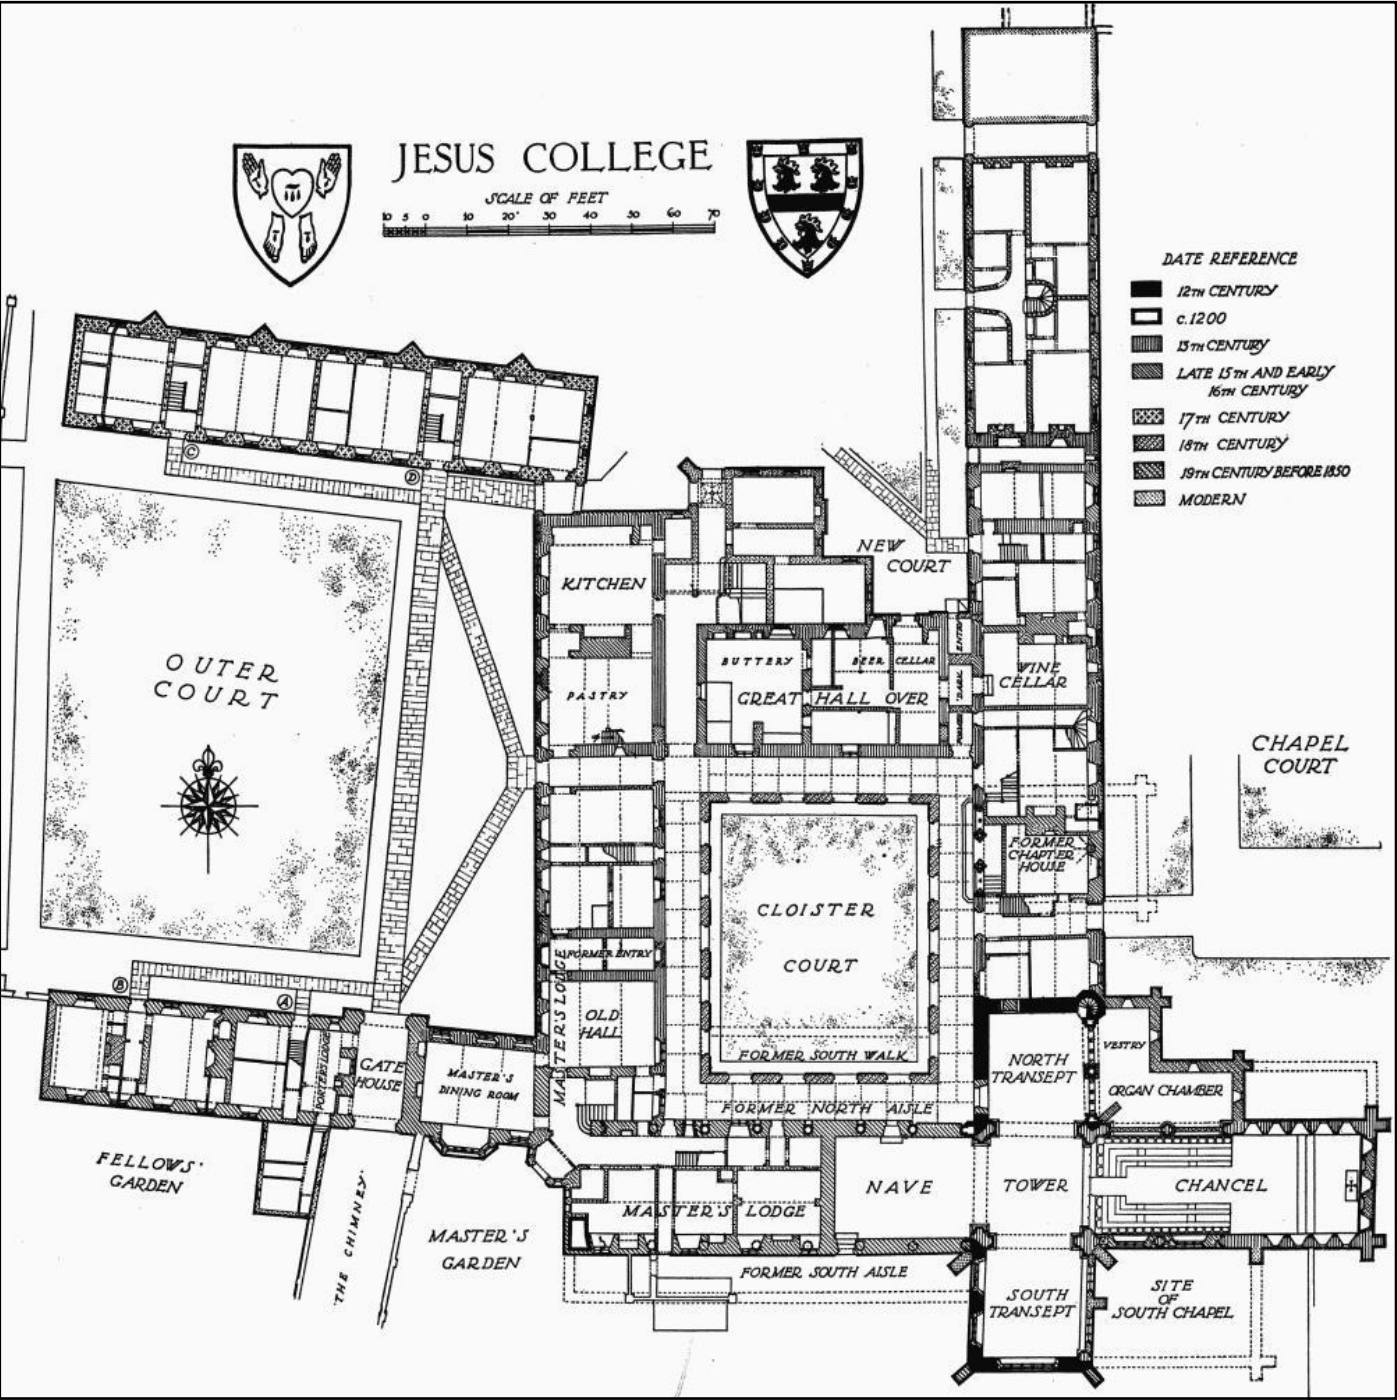 JESUS COLLEGE
SCALE OF FEET
10 5 0 10 20' 30 40 50 60 70
DATE REFERENCE
12TH CENTURY
c.1200
13TH CENTURY
LATE 15TH AND EARLY
16TH CENTURY
17TH CENTURY
18TH CENTURY
19TH CENTURY BEFORE 1850
MODERN
C
D
NEW
COURT
KITCHEN
OUTER
COURT
PASTRY
BUTTERY
BEER CELLAR
GREAT HALL OVER
ENTRY
DARK
FORMER
WINE
CELLAR
CHAPEL
COURT
FORMER
CHAPTER
HOUSE
CLOISTER
COURT
FORMER ENTRY
MASTER'S LODGE
OLD
HALL
B
A
PORTER'S LODGE
GATE
HOUSE
MASTER'S
DINING ROOM
FORMER SOUTH WALK
FORMER NORTH AISLE
NORTH
TRANSEPT
VESTRY
ORGAN CHAMBER
FELLOWS'
GARDEN
'THE CHIMNEY'
MASTER'S
GARDEN
MASTER'S LODGE
NAVE
TOWER
CHANCEL
FORMER SOUTH AISLE
SOUTH
TRANSEPT
SITE
OF
SOUTH CHAPEL